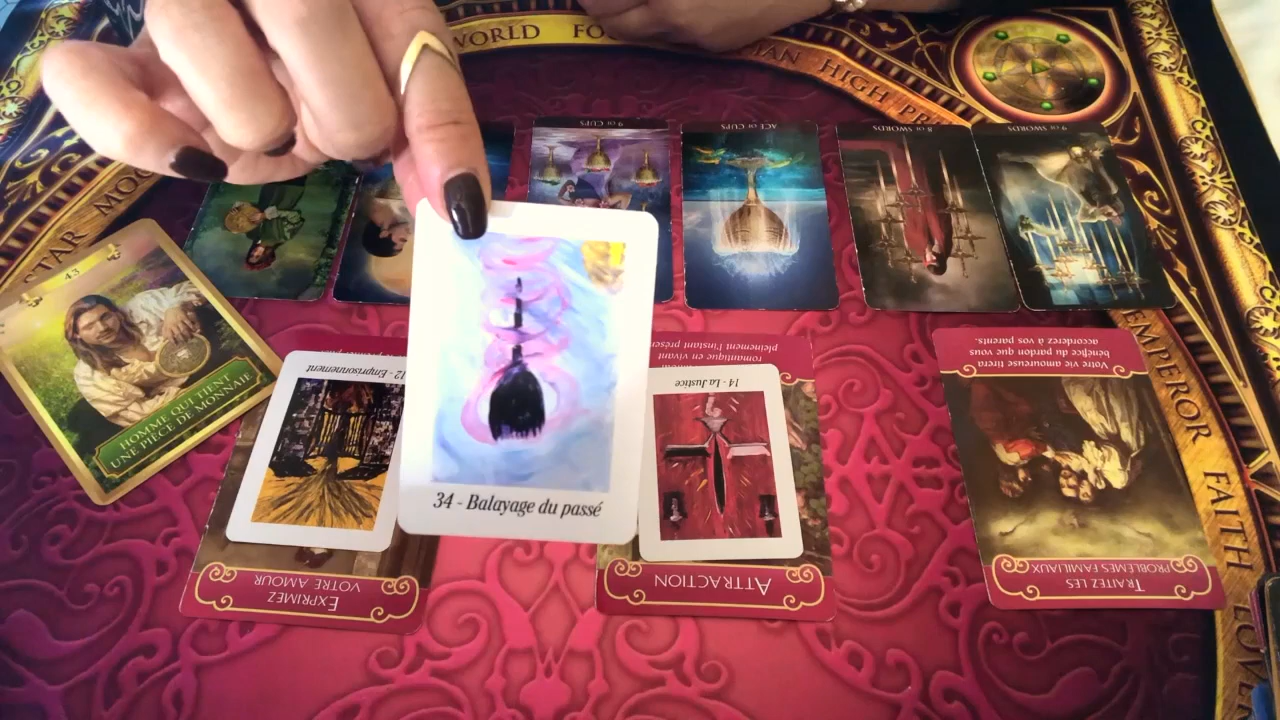 WORLD
HIGH
STAR
EMPEROR
FAITH
9 OF CUPS
ACE OF CUPS
8 OF SWORDS
9 OF SWORDS
43
HOMME QUI TIENT
UNE PIÈCE DE MONNAIE
12 - Emprisonnement
EXPRIMEZ
VOTRE AMOUR
34 - Balayage du passé
romantique en vivant
pleinement l'instant présent
14 - La Justice
ATTRACTION
Votre vie amoureuse tirera
bénéfice du pardon que vous
accorderez à vos parents.
TRAITEZ LES
PROBLÈMES FAMILIAUX